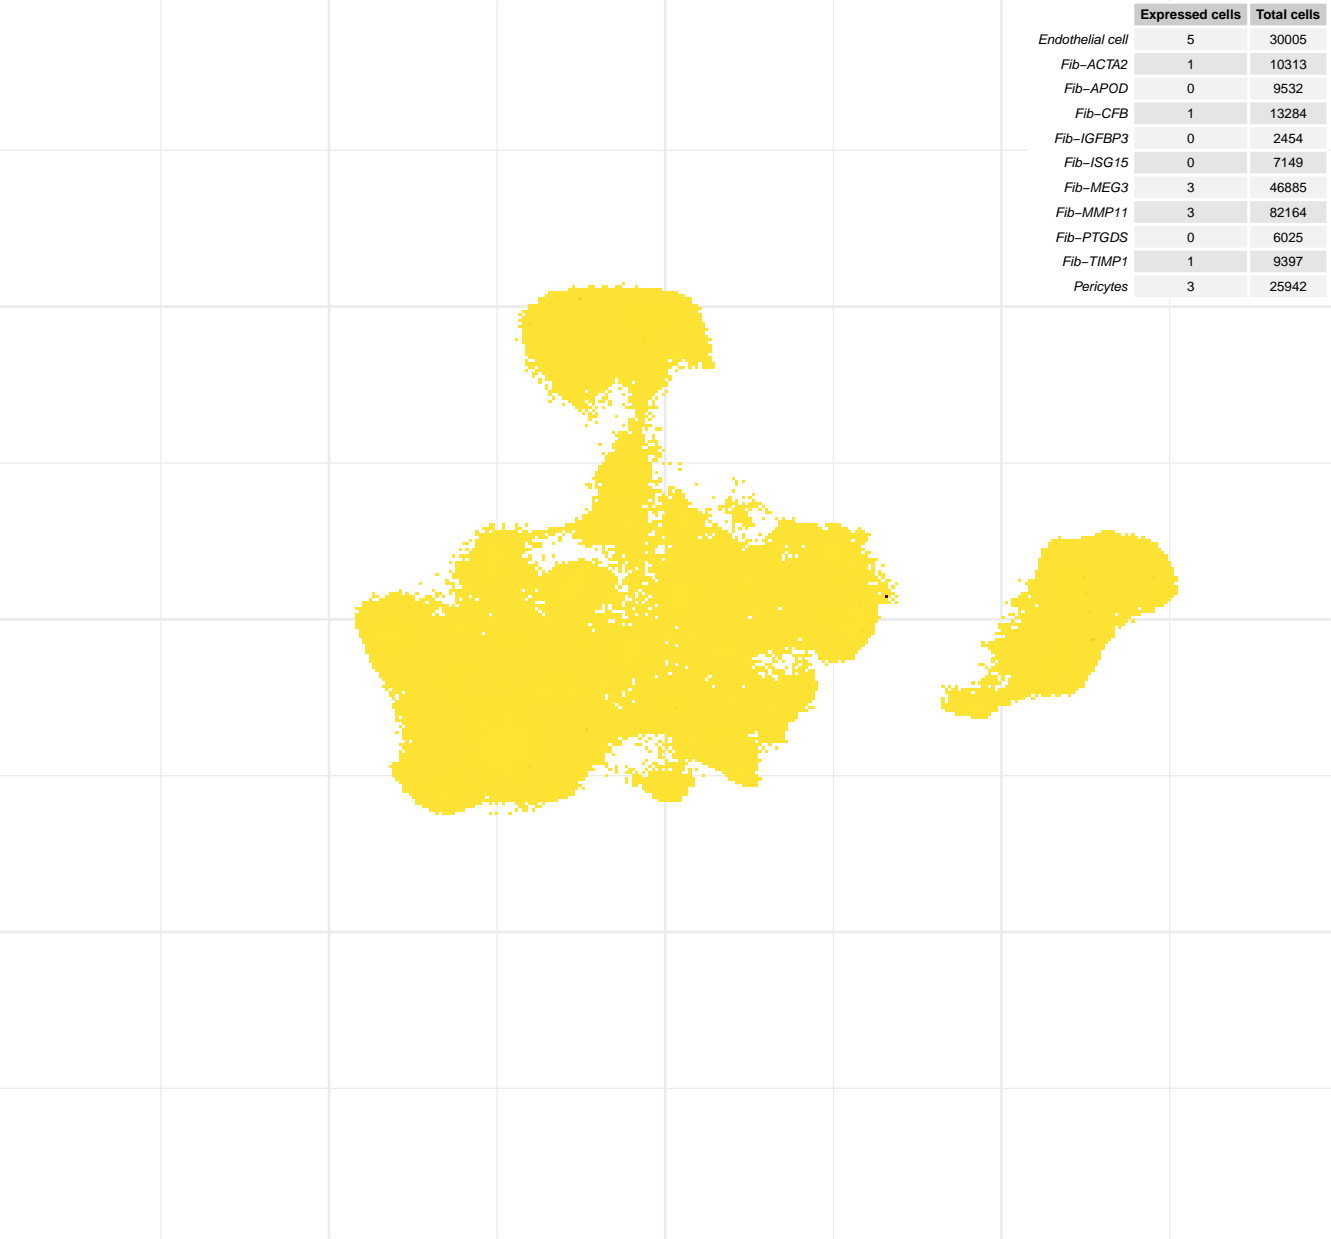 Expressed cells Total cells
Endothelial cell 5 30005
Fib−ACTA2 1 10313
Fib−APOD 0 9532
Fib−CFB 1 13284
Fib−IGFBP3 0 2454
Fib−ISG15 0 7149
Fib−MEG3 3 46885
Fib−MMP11 3 82164
Fib−PTGDS 0 6025
Fib−TIMP1 1 9397
Pericytes 3 25942